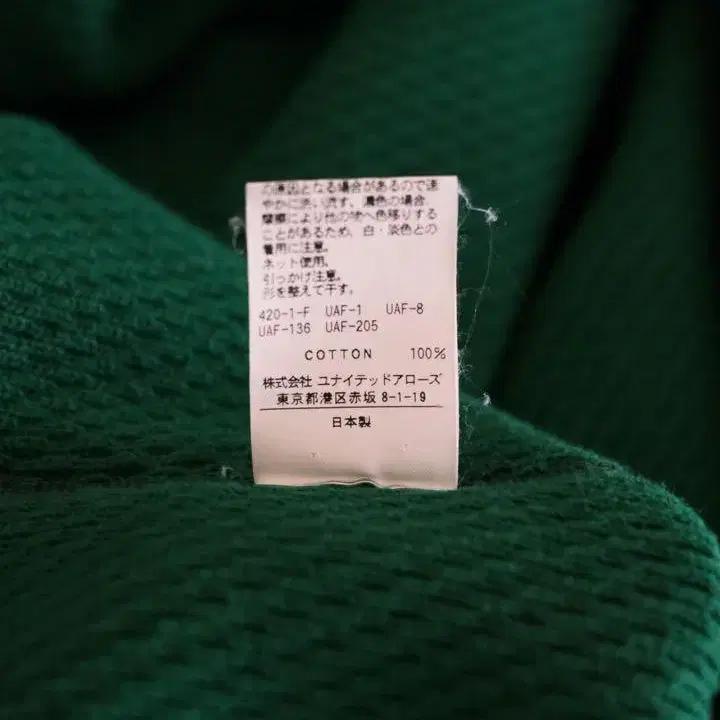 の原因となる場合があるので速
やかに洗い流す。濃色の場合、
摩擦により他の物へ色移りする
ことがあるため、白・淡色との
着用に注意。
ネット使用。
引っかけ注意。
形を整えて干す。
420-1-F UAF-1 UAF-8
UAF-136 UAF-205
COTTON 100%
株式会社 ユナイテッドアローズ
東京都港区赤坂 8-1-19
日本製